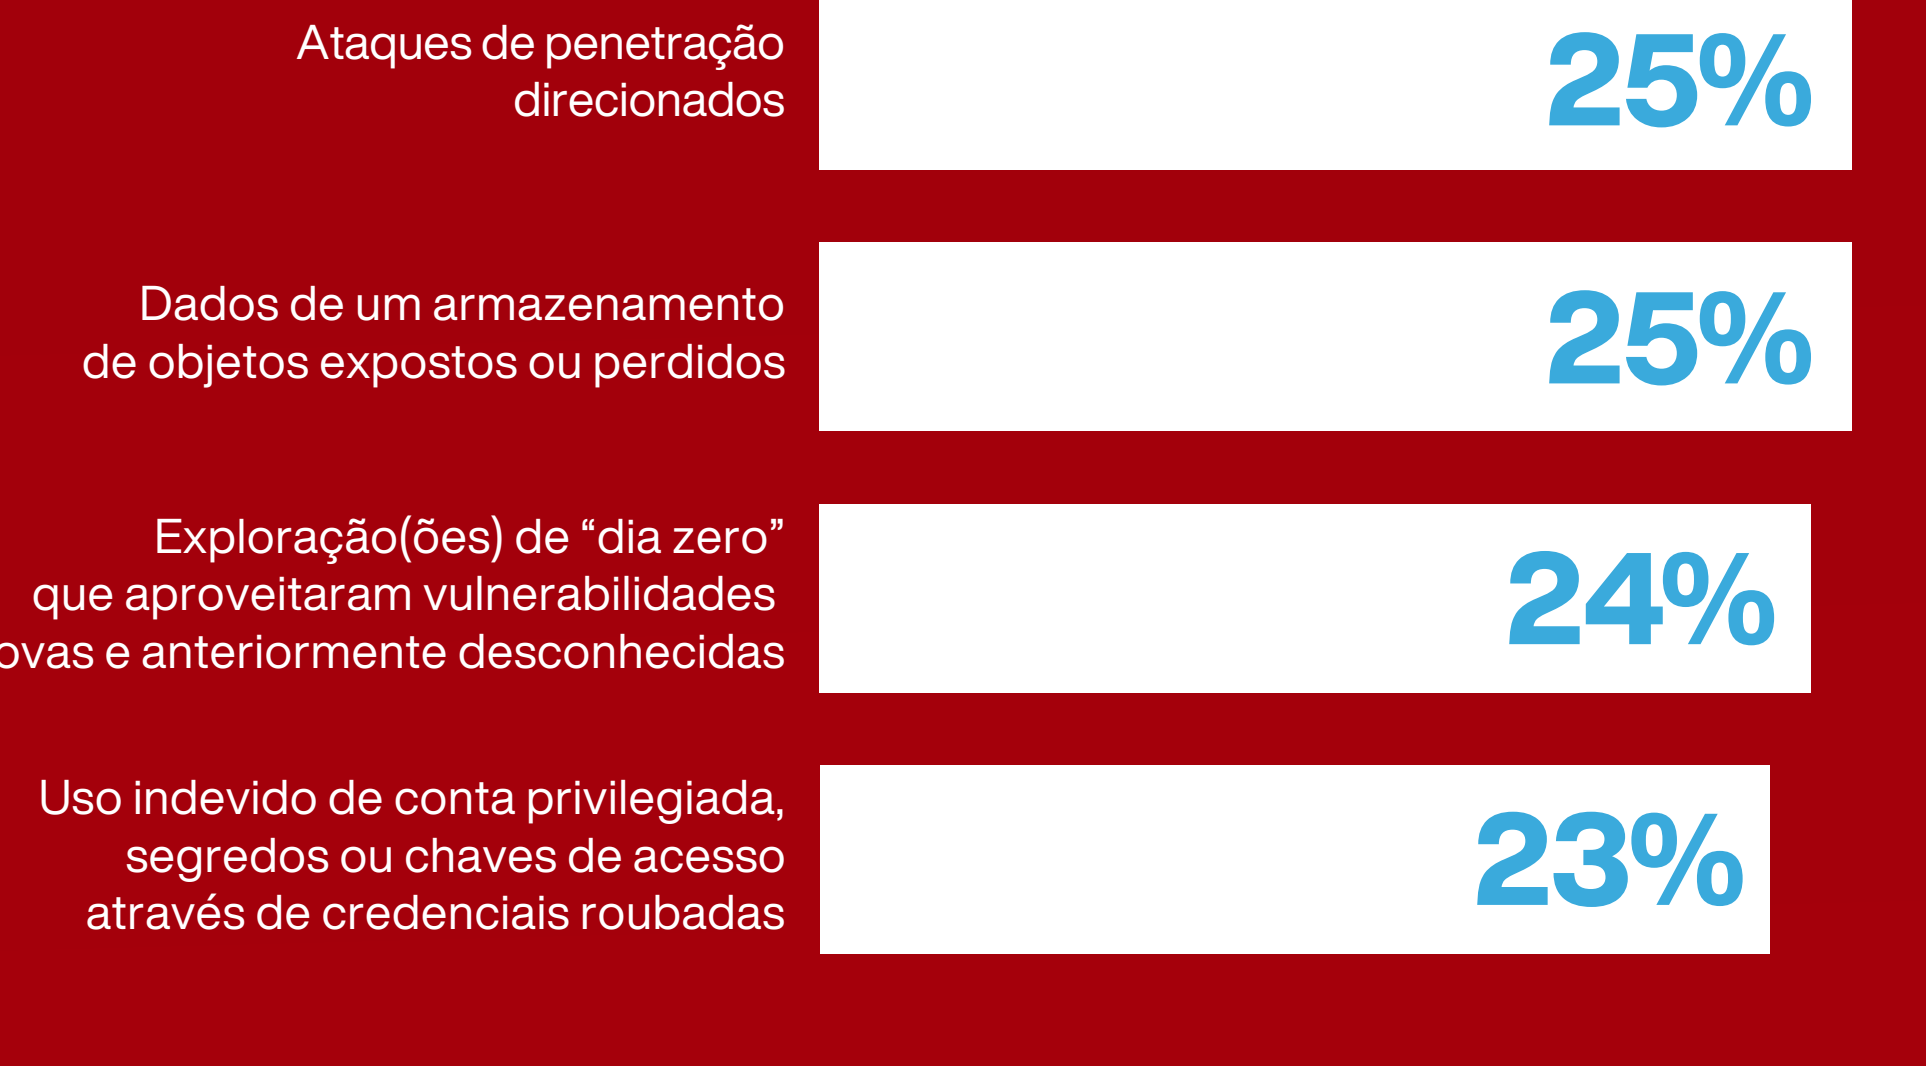 Ataques de penetração
direcionados
25%
Dados de um armazenamento
de objetos expostos ou perdidos
25%
Exploração(ões) de “dia zero”
que aproveitaram vulnerabilidades
ovas e anteriormente desconhecidas
24%
Uso indevido de conta privilegiada,
segredos ou chaves de acesso
através de credenciais roubadas
23%